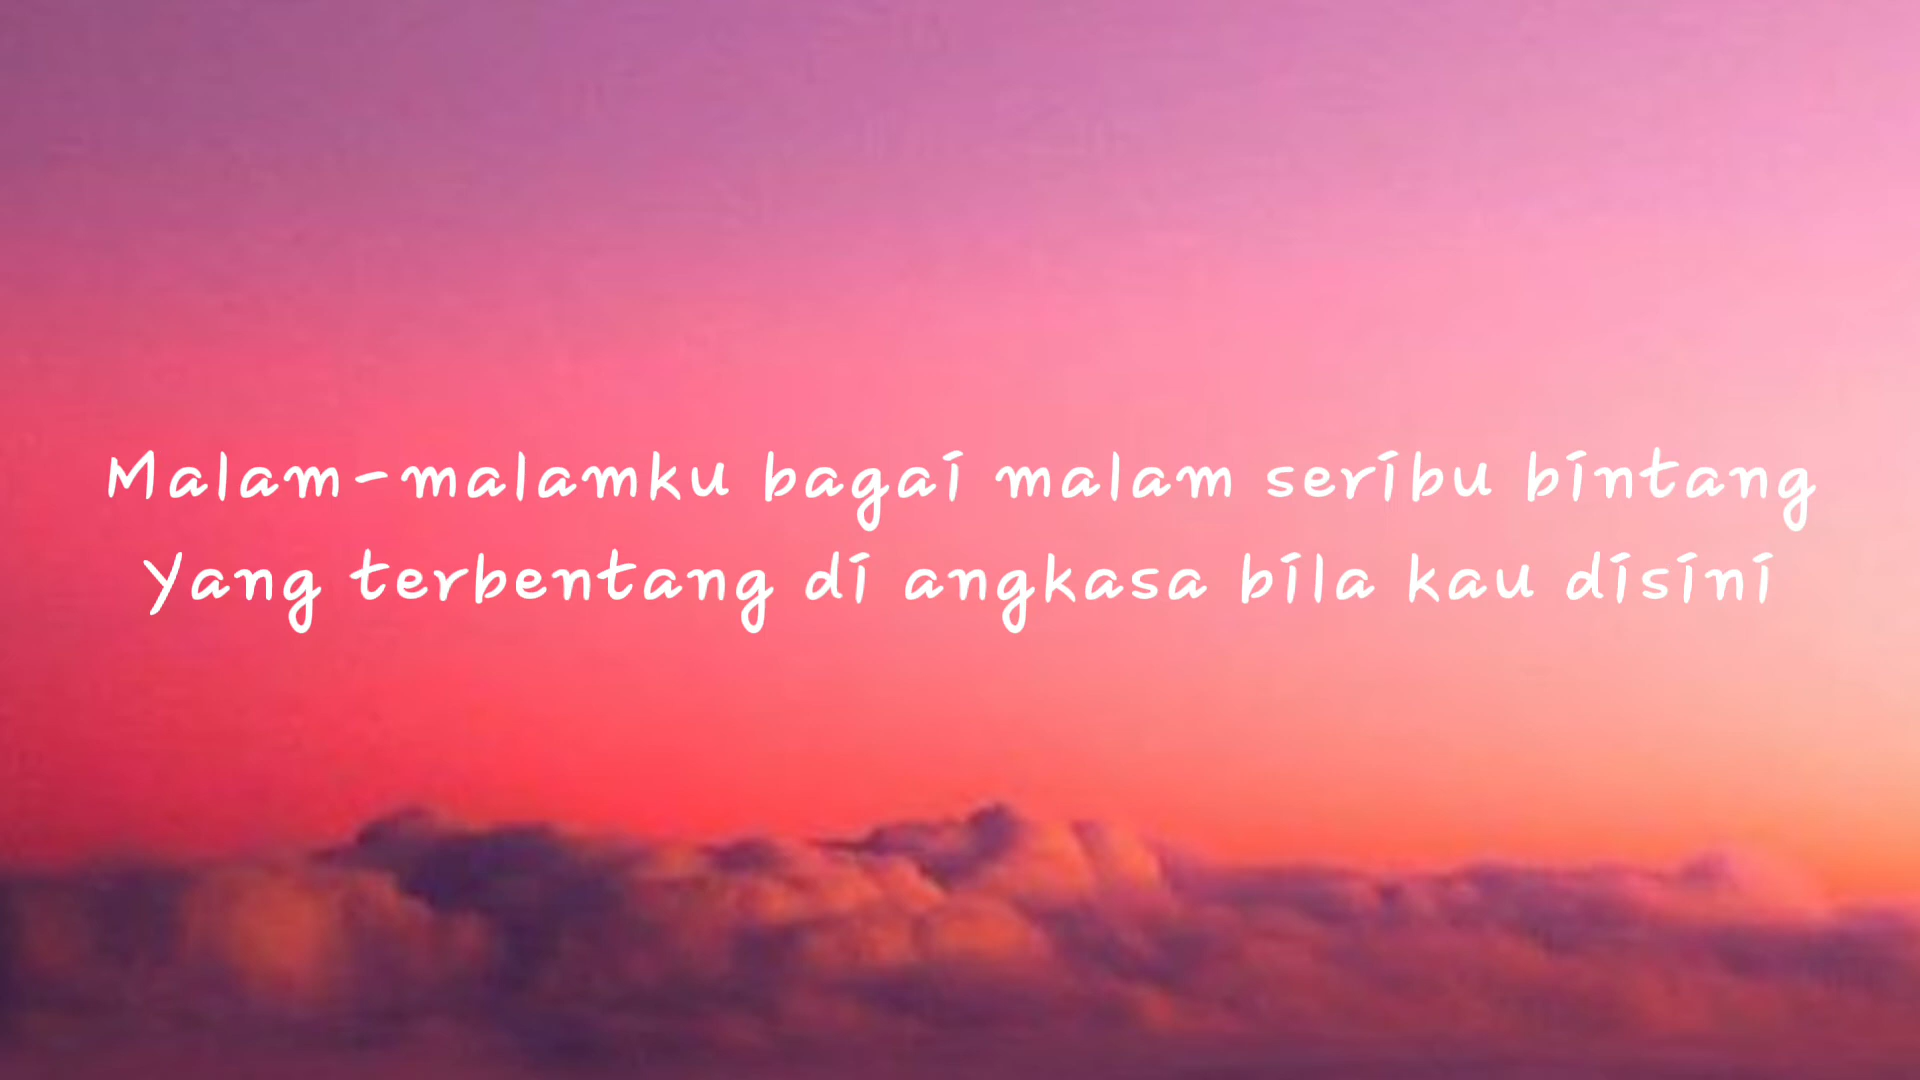 Malam-malamku bagai malam seribu bintang
Yang terbentang di angkasa bila kau disini